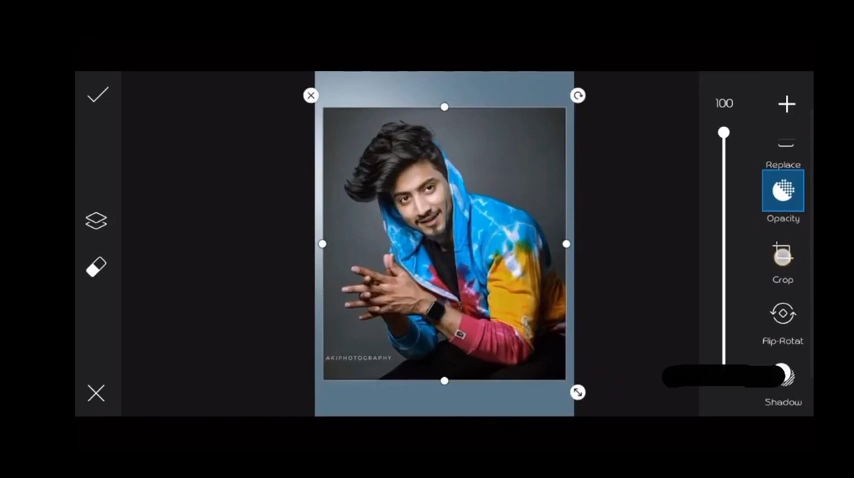 100
Replace
Opacity
Crop
Flip-Rotat
Shadow
AKIPHOTOGRAPHY